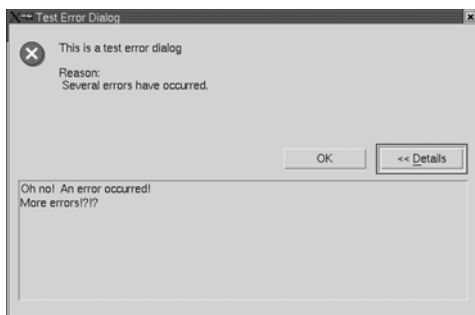 Test Error Dialog
This is a test error dialog
Reason:
Several errors have occurred.
OK
<< Details
Oh no! An error occurred!
More errors!?!?